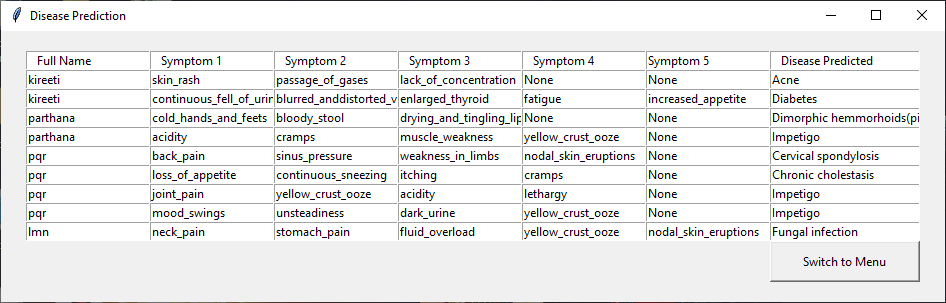 Disease Prediction
Full Name Symptom 1 Symptom 2 Symptom 3 Symptom 4 Symptom 5 Disease Predicted
kireeti skin_rash passage_of_gases lack_of_concentration None None Acne
kireeti continuous_fell_of_urin blurred_anddistorted_v enlarged_thyroid fatigue increased_appetite Diabetes
parthana cold_hands_and_feets bloody_stool drying_and_tingling_lip None None Dimorphic hemmorhoids(pi
parthana acidity cramps muscle_weakness yellow_crust_ooze None Impetigo
pqr back_pain sinus_pressure weakness_in_limbs nodal_skin_eruptions None Cervical spondylosis
pqr loss_of_appetite continuous_sneezing itching cramps None Chronic cholestasis
pqr joint_pain yellow_crust_ooze acidity lethargy None Impetigo
pqr mood_swings unsteadiness dark_urine yellow_crust_ooze None Impetigo
lmn neck_pain stomach_pain fluid_overload yellow_crust_ooze nodal_skin_eruptions Fungal infection
Switch to Menu